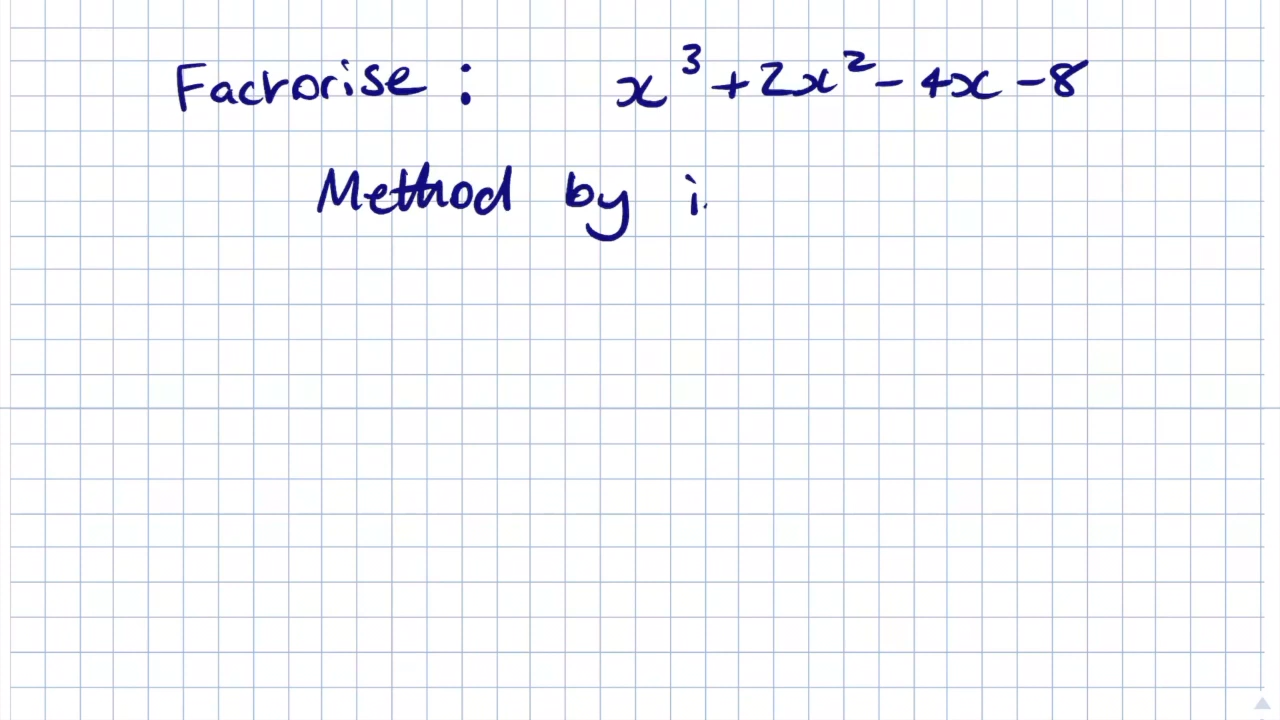 Factorise : x³ + 2x² - 4x - 8
Method by i